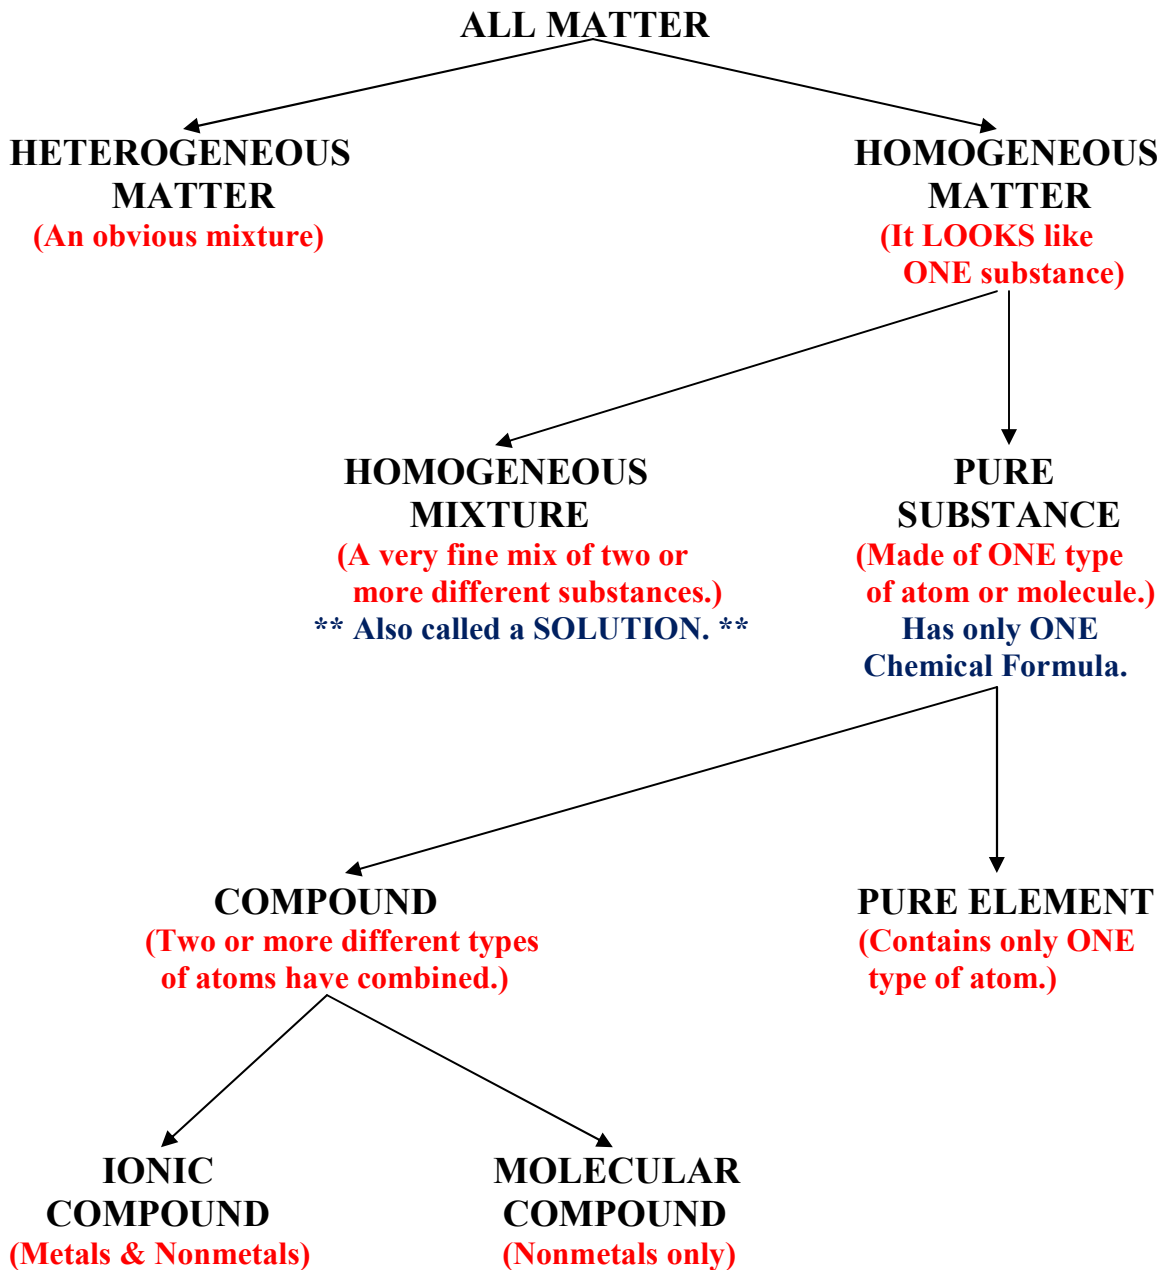 ALL MATTER
HETEROGENEOUS
MATTER
(An obvious mixture)
HOMOGENEOUS
MATTER
(It LOOKS like
ONE substance)
HOMOGENEOUS
MIXTURE
(A very fine mix of two or
more different substances.)
** Also called a SOLUTION. **
PURE
SUBSTANCE
(Made of ONE type
of atom or molecule.)
Has only ONE
Chemical Formula.
COMPOUND
(Two or more different types
of atoms have combined.)
PURE ELEMENT
(Contains only ONE
type of atom.)
IONIC
COMPOUND
(Metals & Nonmetals)
MOLECULAR
COMPOUND
(Nonmetals only)